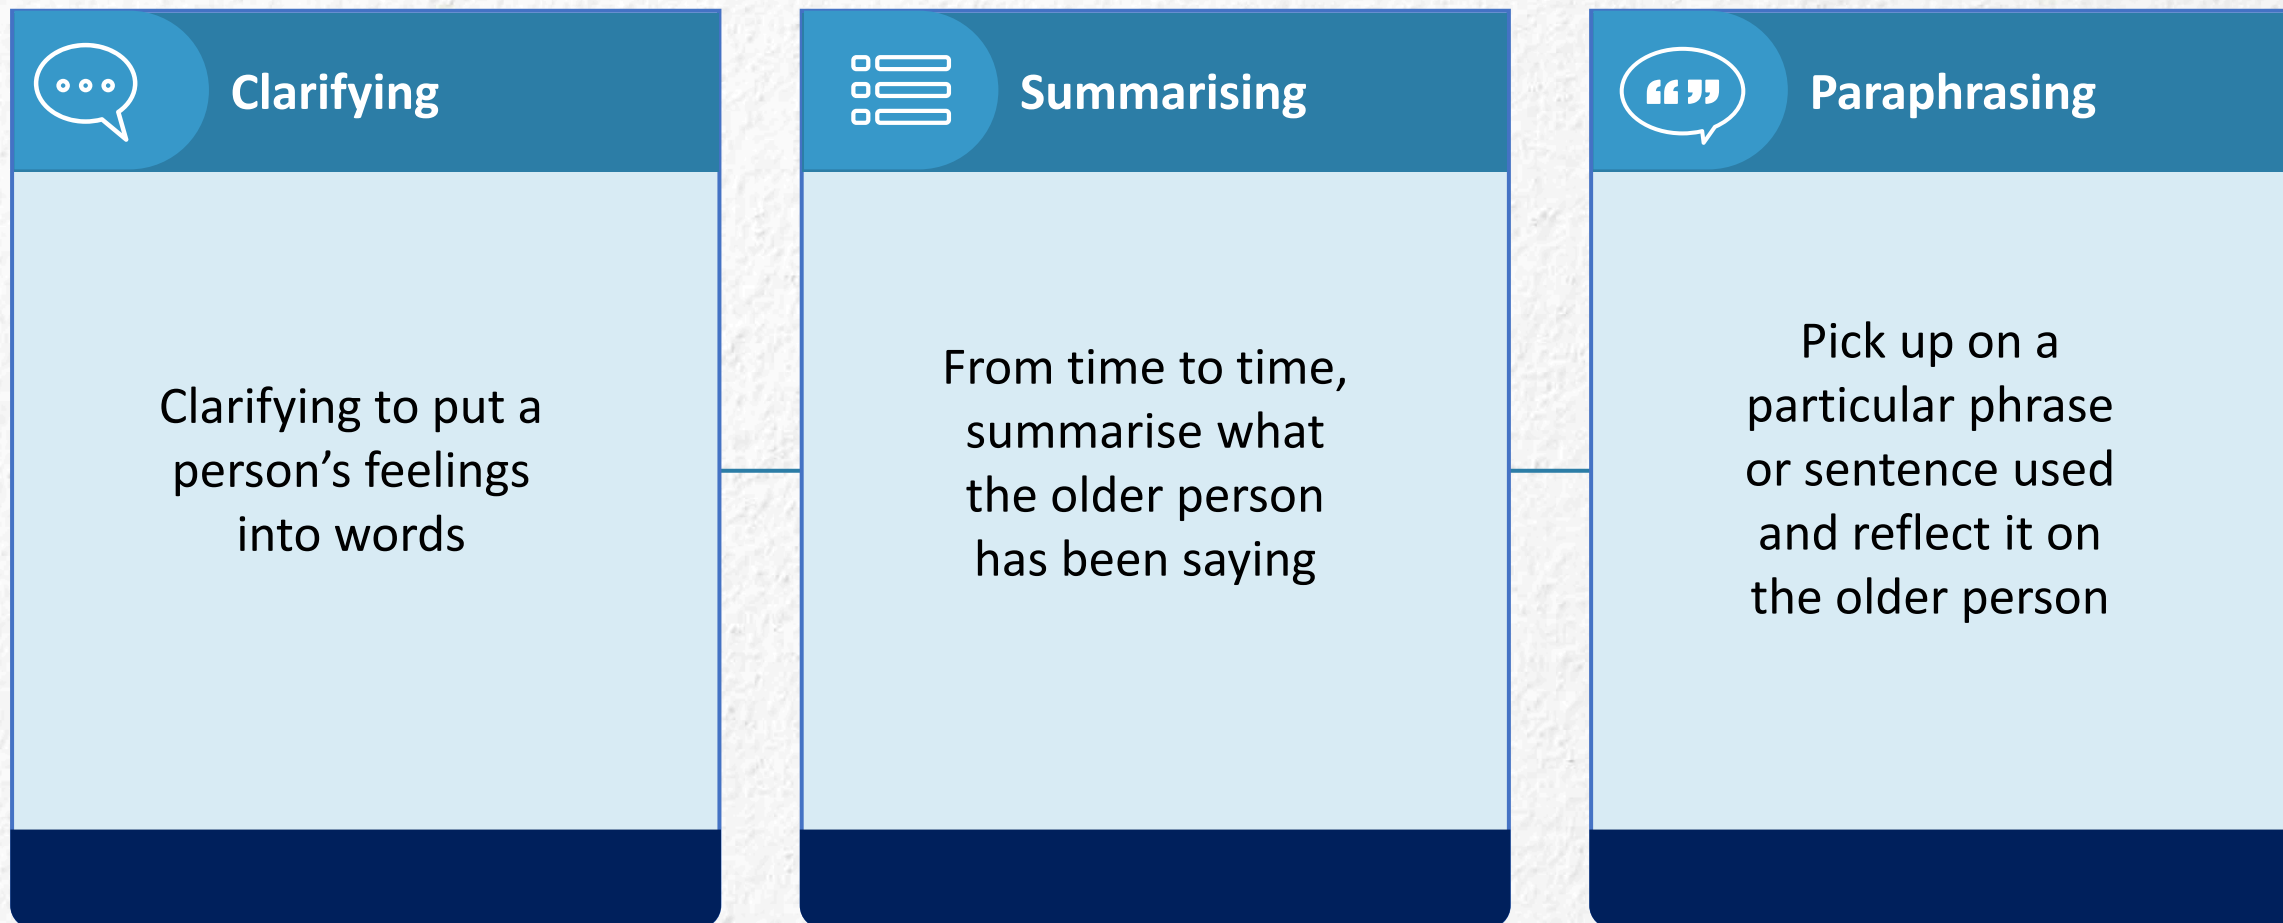 Clarifying
Clarifying to put a
person’s feelings
into words
Summarising
From time to time,
summarise what
the older person
has been saying
Paraphrasing
Pick up on a
particular phrase
or sentence used
and reflect it on
the older person